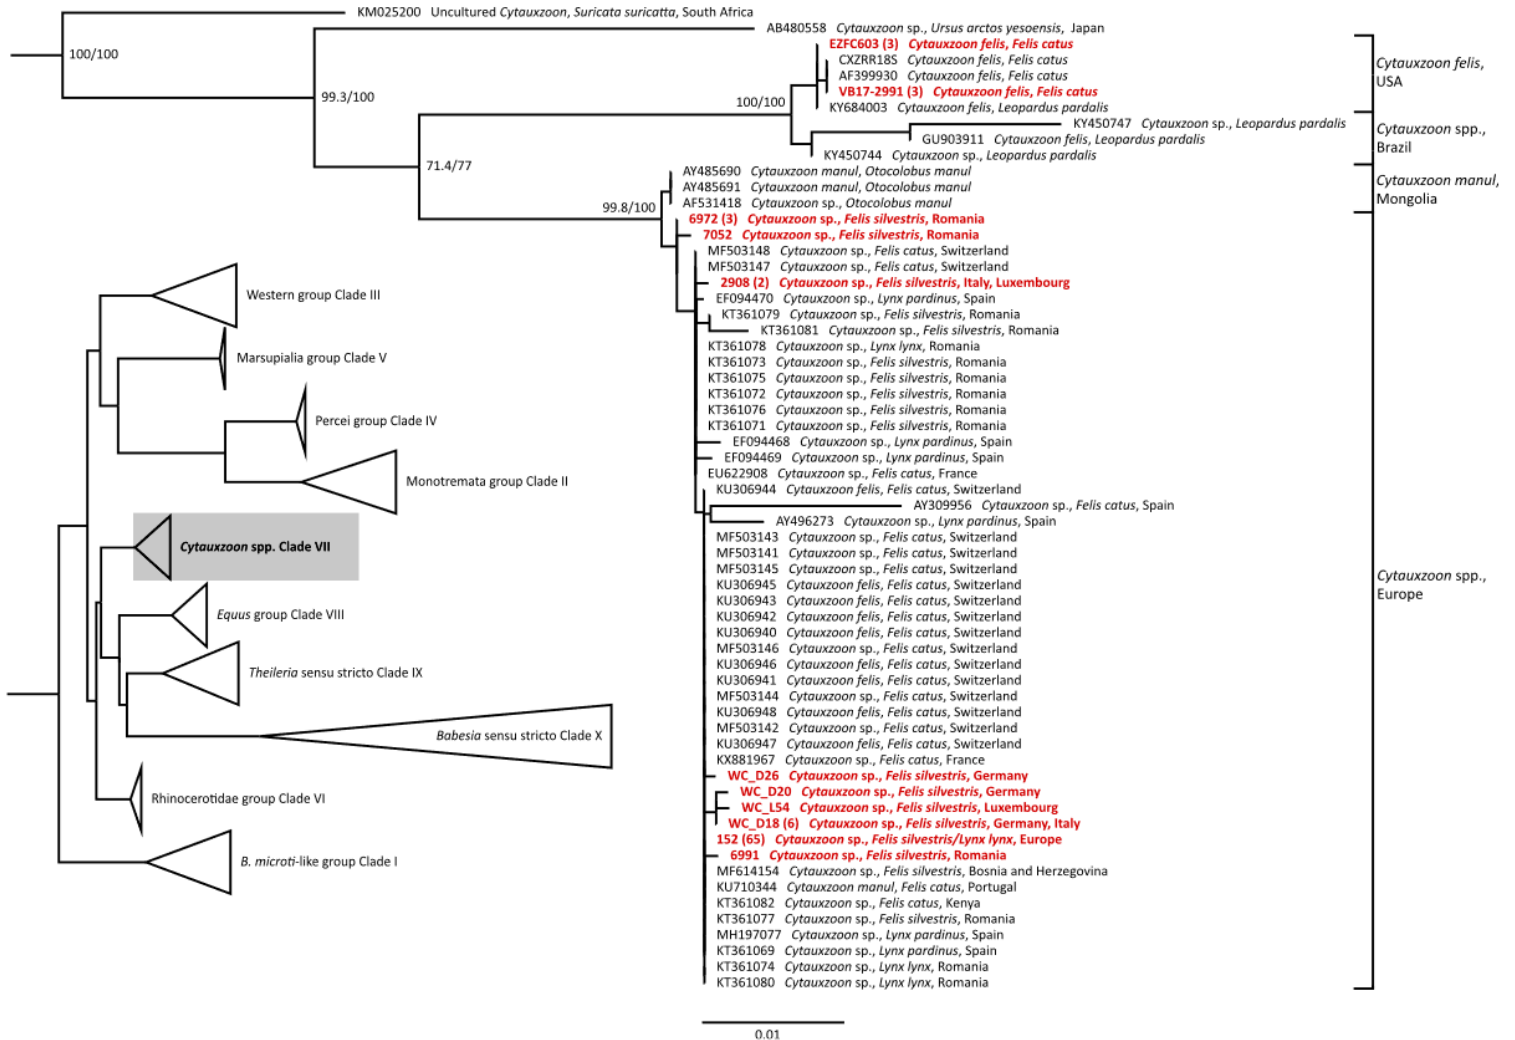 KM025200 Uncultured Cytauxzoon, Suricata suricatta, South Africa
AB480558 Cytauxzoon sp., Ursus arctos yesoensis, Japan
100/100
99.3/100
100/100
71.4/77
99.8/100
EZFC603 (3) Cytauxzoon felis, Felis catus
CXZRR18S Cytauxzoon felis, Felis catus
AF399930 Cytauxzoon felis, Felis catus
VB17-2991 (3) Cytauxzoon felis, Felis catus
KY684003 Cytauxzoon felis, Leopardus pardalis
KY450747 Cytauxzoon sp., Leopardus pardalis
GU903911 Cytauxzoon felis, Leopardus pardalis
KY450744 Cytauxzoon sp., Leopardus pardalis
AY485690 Cytauxzoon manul, Otocolobus manul
AY485691 Cytauxzoon manul, Otocolobus manul
AF531418 Cytauxzoon sp., Otocolobus manul
6972 (3) Cytauxzoon sp., Felis silvestris, Romania
7052 Cytauxzoon sp., Felis silvestris, Romania
MF503148 Cytauxzoon sp., Felis catus, Switzerland
MF503147 Cytauxzoon sp., Felis catus, Switzerland
2908 (2) Cytauxzoon sp., Felis silvestris, Italy, Luxembourg
EF094470 Cytauxzoon sp., Lynx pardinus, Spain
KT361079 Cytauxzoon sp., Felis silvestris, Romania
KT361081 Cytauxzoon sp., Felis silvestris, Romania
KT361078 Cytauxzoon sp., Lynx lynx, Romania
KT361073 Cytauxzoon sp., Felis silvestris, Romania
KT361075 Cytauxzoon sp., Felis silvestris, Romania
KT361072 Cytauxzoon sp., Felis silvestris, Romania
KT361076 Cytauxzoon sp., Felis silvestris, Romania
KT361071 Cytauxzoon sp., Felis silvestris, Romania
EF094468 Cytauxzoon sp., Lynx pardinus, Spain
EF094469 Cytauxzoon sp., Lynx pardinus, Spain
EU622908 Cytauxzoon sp., Felis catus, France
KU306944 Cytauxzoon felis, Felis catus, Switzerland
AY309956 Cytauxzoon sp., Felis catus, Spain
AY496273 Cytauxzoon sp., Lynx pardinus, Spain
MF503143 Cytauxzoon sp., Felis catus, Switzerland
MF503141 Cytauxzoon sp., Felis catus, Switzerland
MF503145 Cytauxzoon sp., Felis catus, Switzerland
KU306945 Cytauxzoon felis, Felis catus, Switzerland
KU306943 Cytauxzoon felis, Felis catus, Switzerland
KU306942 Cytauxzoon felis, Felis catus, Switzerland
KU306940 Cytauxzoon felis, Felis catus, Switzerland
MF503146 Cytauxzoon sp., Felis catus, Switzerland
KU306946 Cytauxzoon felis, Felis catus, Switzerland
KU306941 Cytauxzoon felis, Felis catus, Switzerland
MF503144 Cytauxzoon sp., Felis catus, Switzerland
KU306948 Cytauxzoon felis, Felis catus, Switzerland
MF503142 Cytauxzoon sp., Felis catus, Switzerland
KU306947 Cytauxzoon felis, Felis catus, Switzerland
KX881967 Cytauxzoon sp., Felis catus, France
WC_D26 Cytauxzoon sp., Felis silvestris, Germany
WC_D20 Cytauxzoon sp., Felis silvestris, Germany
WC_L54 Cytauxzoon sp., Felis silvestris, Luxembourg
WC_D18 (6) Cytauxzoon sp., Felis silvestris, Germany, Italy
152 (65) Cytauxzoon sp., Felis silvestris/Lynx lynx, Europe
6991 Cytauxzoon sp., Felis silvestris, Romania
MF614154 Cytauxzoon sp., Felis silvestris, Bosnia and Herzegovina
KU710344 Cytauxzoon manul, Felis catus, Portugal
KT361082 Cytauxzoon sp., Felis catus, Kenya
KT361077 Cytauxzoon sp., Felis silvestris, Romania
MH197077 Cytauxzoon sp., Lynx pardinus, Spain
KT361069 Cytauxzoon sp., Lynx pardinus, Spain
KT361074 Cytauxzoon sp., Lynx lynx, Romania
KT361080 Cytauxzoon sp., Lynx lynx, Romania
0.01
Cytauxzoon felis,
USA
Cytauxzoon spp.,
Brazil
Cytauxzoon manul,
Mongolia
Cytauxzoon spp.,
Europe
Western group Clade III
Marsupialia group Clade V
Percei group Clade IV
Monotremata group Clade II
Cytauxzoon spp. Clade VII
Equus group Clade VIII
Theileria sensu stricto Clade IX
Babesia sensu stricto Clade X
Rhinocerotidae group Clade VI
B. microti-like group Clade I